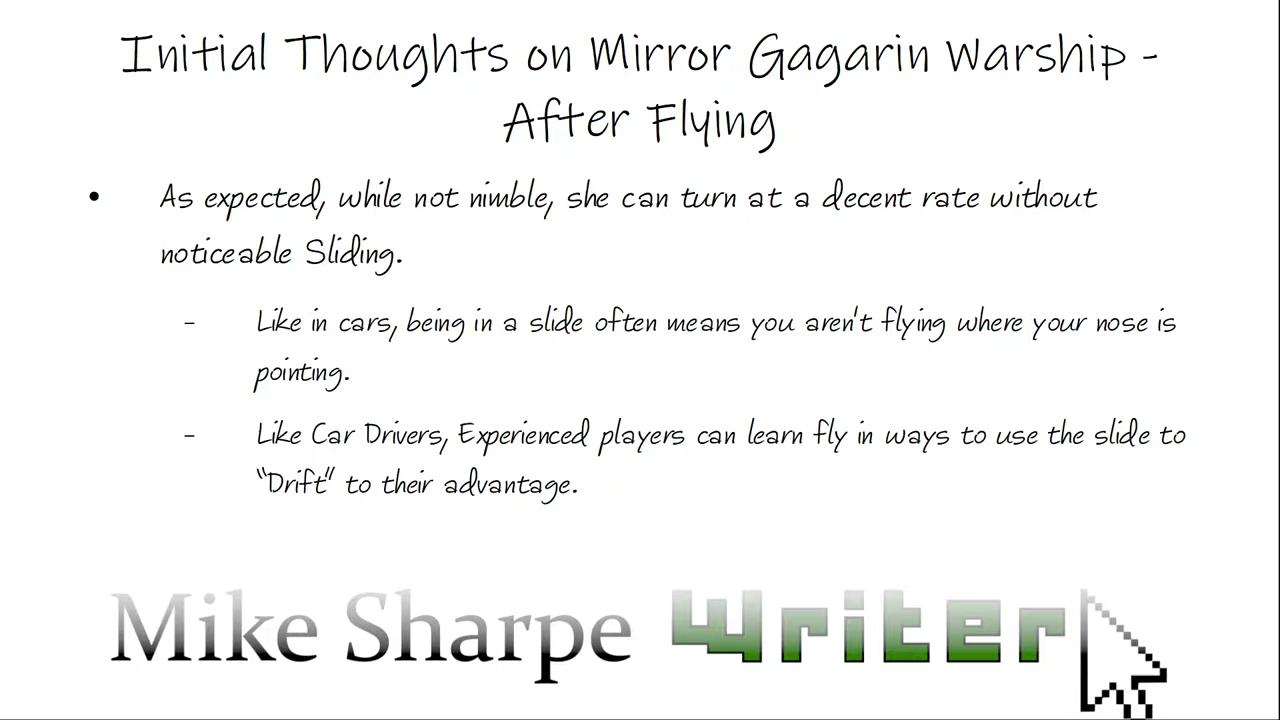 Initial Thoughts on Mirror Gagarin Warship -
After Flying
• As expected, while not nimble, she can turn at a decent rate without
noticeable Sliding.
- Like in cars, being in a slide often means you aren't flying where your nose is
pointing.
- Like Car Drivers, Experienced players can learn fly in ways to use the slide to
"Drift" to their advantage.
Mike Sharpe Writer